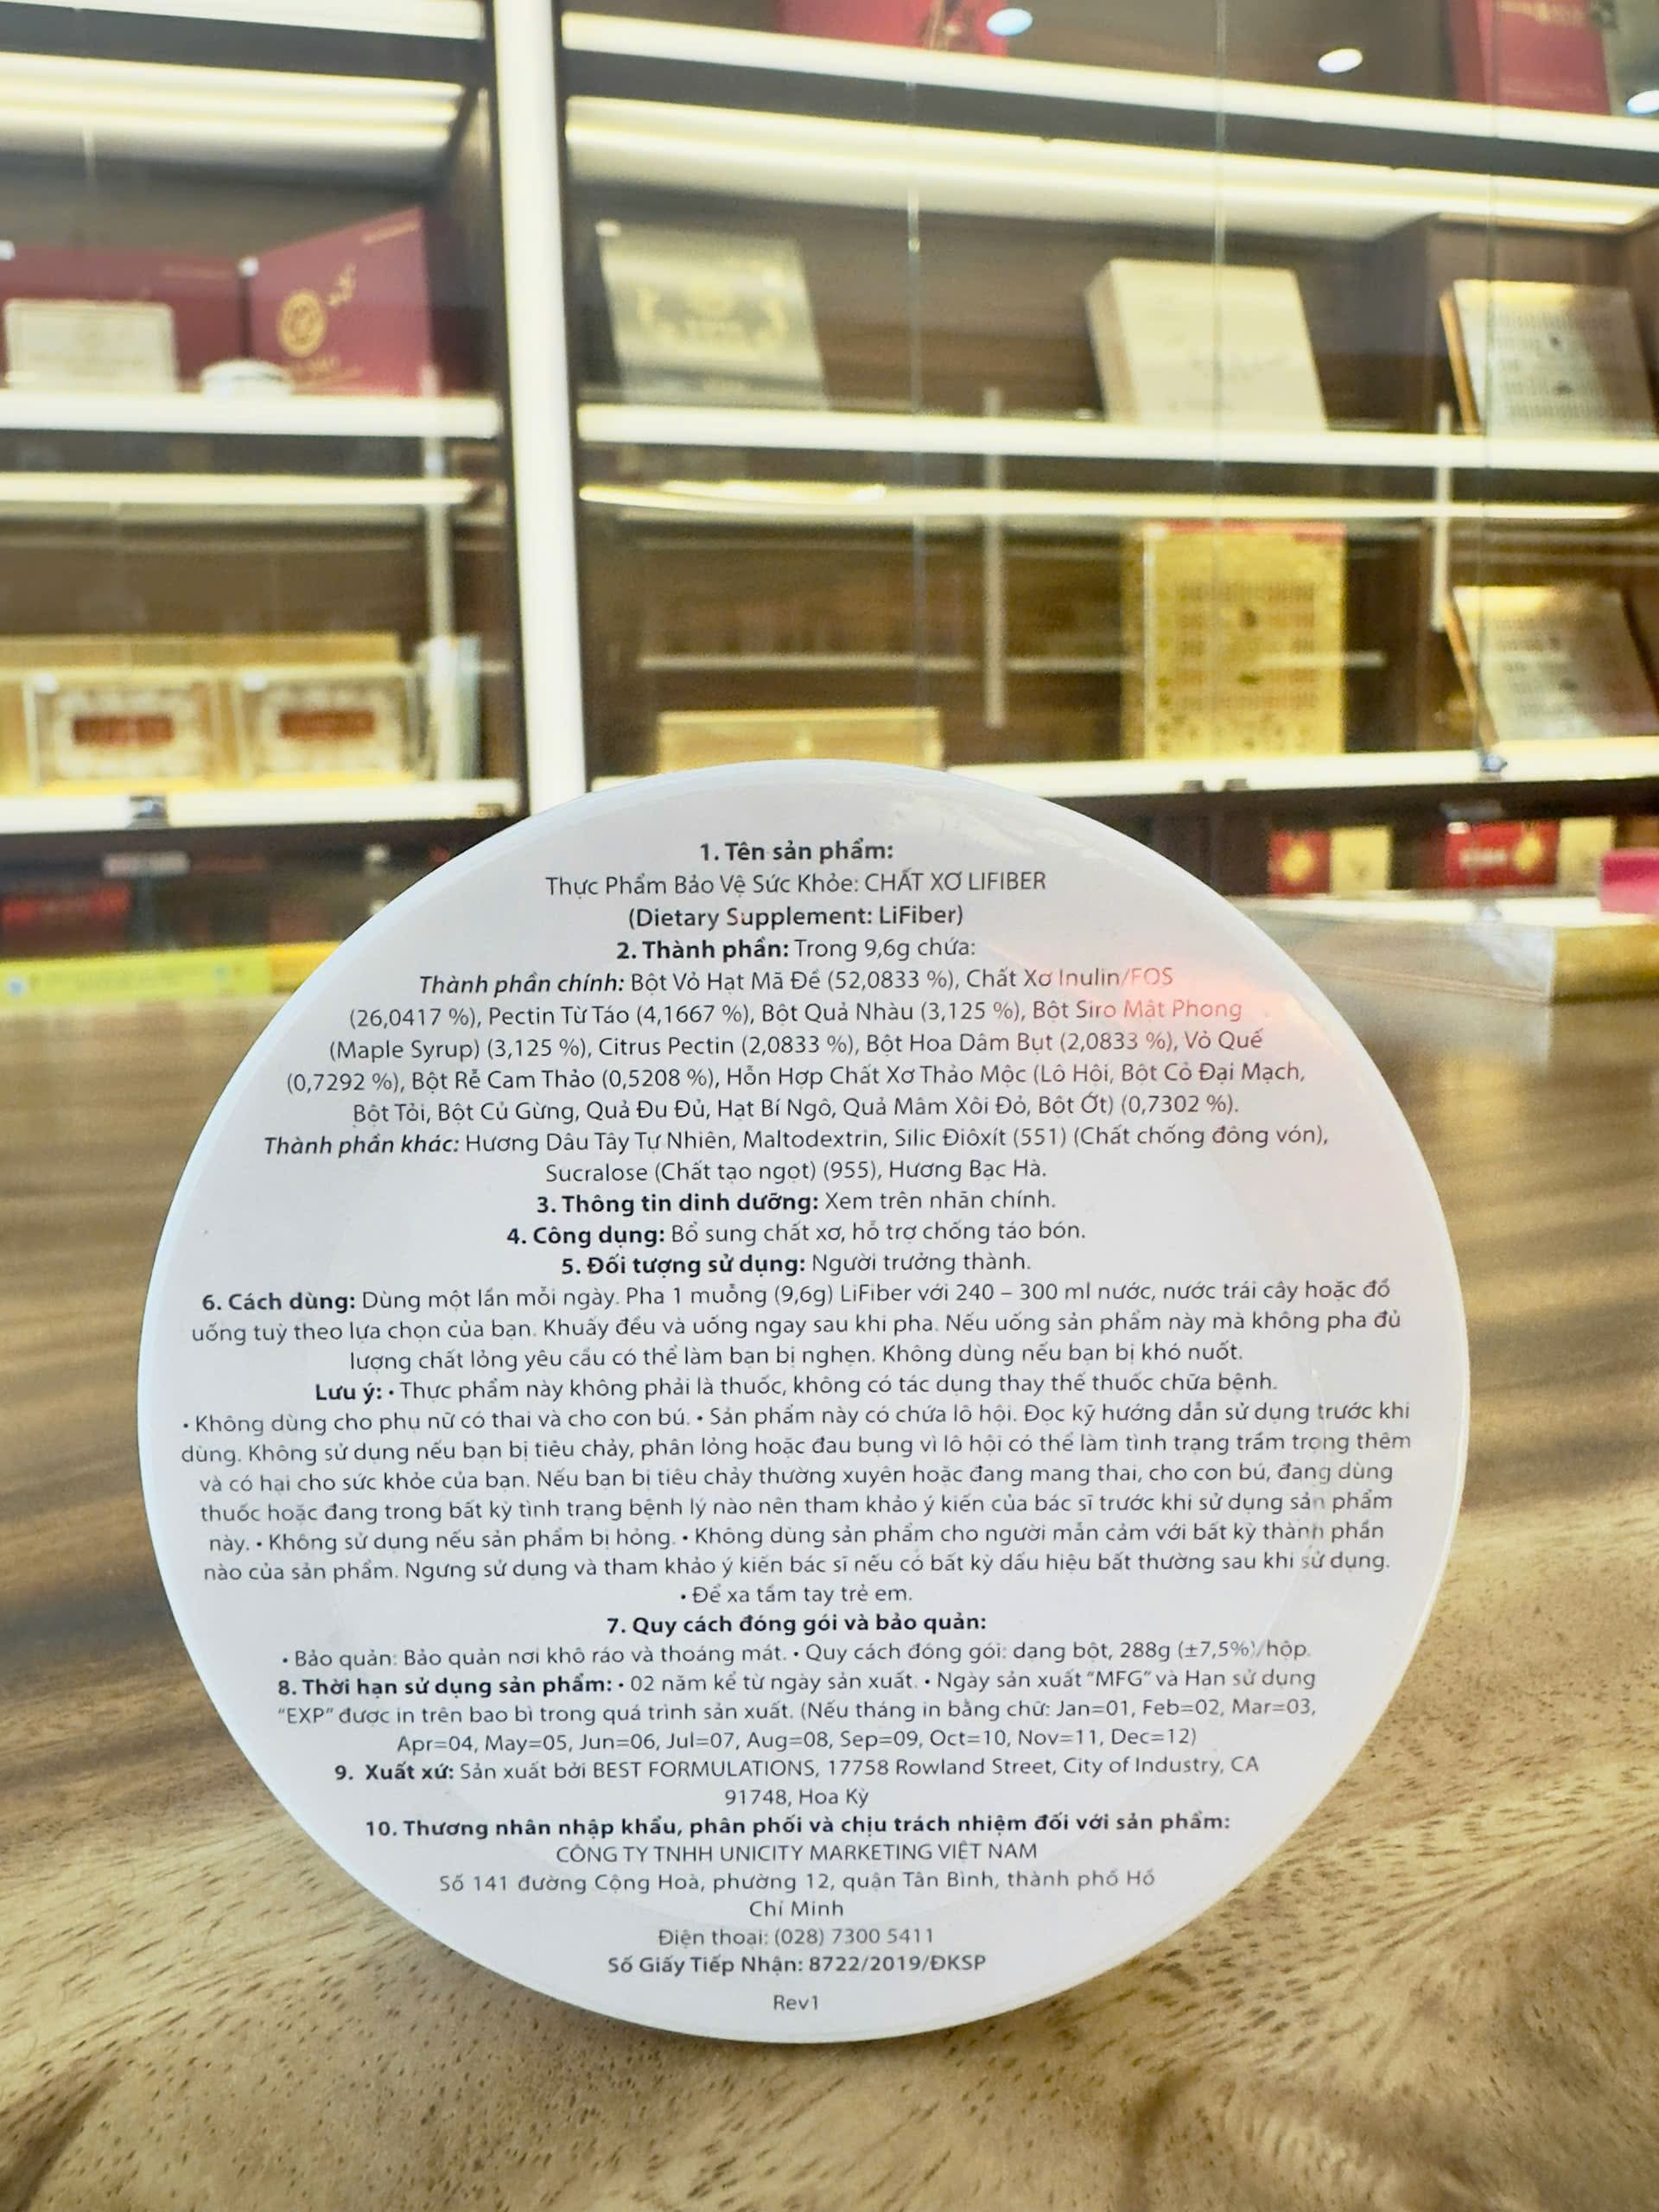 1. Tên sản phẩm:
Thực Phẩm Bảo Vệ Sức Khỏe: CHẤT XƠ LIFIBER
(Dietary Supplement: LiFiber)
2. Thành phần: Trong 9,6g chứa:
Thành phần chính: Bột Vỏ Hạt Mã Đề (52,0833 %), Chất Xơ Inulin/FOS
(26,0417 %), Pectin Từ Táo (4,1667 %), Bột Quả Nhàu (3,125 %), Bột Siro Mật Phong
(Maple Syrup) (3,125 %), Citrus Pectin (2,0833 %), Bột Hoa Dâm Bụt (2,0833 %), Vỏ Quế
(0,7292 %), Bột Rễ Cam Thảo (0,5208 %), Hỗn Hợp Chất Xơ Thảo Mộc (Lô Hội, Bột Cỏ Đại Mạch,
Bột Tỏi, Bột Củ Gừng, Quả Đu Đủ, Hạt Bí Ngô, Quả Mâm Xôi Đỏ, Bột Ớt) (0,7302 %).
Thành phần khác: Hương Dâu Tây Tự Nhiên, Maltodextrin, Silic Điôxít (551) (Chất chống đông vón),
Sucralose (Chất tạo ngọt) (955), Hương Bạc Hà.
3. Thông tin dinh dưỡng: Xem trên nhãn chính.
4. Công dụng: Bổ sung chất xơ, hỗ trợ chống táo bón.
5. Đối tượng sử dụng: Người trưởng thành.
6. Cách dùng: Dùng một lần mỗi ngày. Pha 1 muỗng (9,6g) LiFiber với 240 – 300 ml nước, nước trái cây hoặc đồ
uống tuỳ theo lựa chọn của bạn. Khuấy đều và uống ngay sau khi pha. Nếu uống sản phẩm này mà không pha đủ
lượng chất lỏng yêu cầu có thể làm bạn bị nghẹn. Không dùng nếu bạn bị khó nuốt.
Lưu ý: • Thực phẩm này không phải là thuốc, không có tác dụng thay thế thuốc chữa bệnh.
• Không dùng cho phụ nữ có thai và cho con bú. • Sản phẩm này có chứa lô hội. Đọc kỹ hướng dẫn sử dụng trước khi
dùng. Không sử dụng nếu bạn bị tiêu chảy, phân lỏng hoặc đau bụng vì lô hội có thể làm tình trạng trầm trọng thêm
và có hại cho sức khỏe của bạn. Nếu bạn bị tiêu chảy thường xuyên hoặc đang mang thai, cho con bú, đang dùng
thuốc hoặc đang trong bất kỳ tình trạng bệnh lý nào nên tham khảo ý kiến của bác sĩ trước khi sử dụng sản phẩm
này. • Không sử dụng nếu sản phẩm bị hỏng. • Không dùng sản phẩm cho người mẫn cảm với bất kỳ thành phần
nào của sản phẩm. Ngưng sử dụng và tham khảo ý kiến bác sĩ nếu có bất kỳ dấu hiệu bất thường sau khi sử dụng.
• Để xa tầm tay trẻ em.
7. Quy cách đóng gói và bảo quản:
• Bảo quản: Bảo quản nơi khô ráo và thoáng mát. • Quy cách đóng gói: dạng bột, 288g (±7,5%)/hộp.
8. Thời hạn sử dụng sản phẩm: • 02 năm kể từ ngày sản xuất. • Ngày sản xuất “MFG” và Hạn sử dụng
“EXP” được in trên bao bì trong quá trình sản xuất. (Nếu tháng in bằng chữ: Jan=01, Feb=02, Mar=03,
Apr=04, May=05, Jun=06, Jul=07, Aug=08, Sep=09, Oct=10, Nov=11, Dec=12)
9. Xuất xứ: Sản xuất bởi BEST FORMULATIONS, 17758 Rowland Street, City of Industry, CA
91748, Hoa Kỳ
10. Thương nhân nhập khẩu, phân phối và chịu trách nhiệm đối với sản phẩm:
CÔNG TY TNHH UNICITY MARKETING VIỆT NAM
Số 141 đường Cộng Hoà, phường 12, quận Tân Bình, thành phố Hồ
Chí Minh
Điện thoại: (028) 7300 5411
Số Giấy Tiếp Nhận: 8722/2019/ĐKSP
Rev1